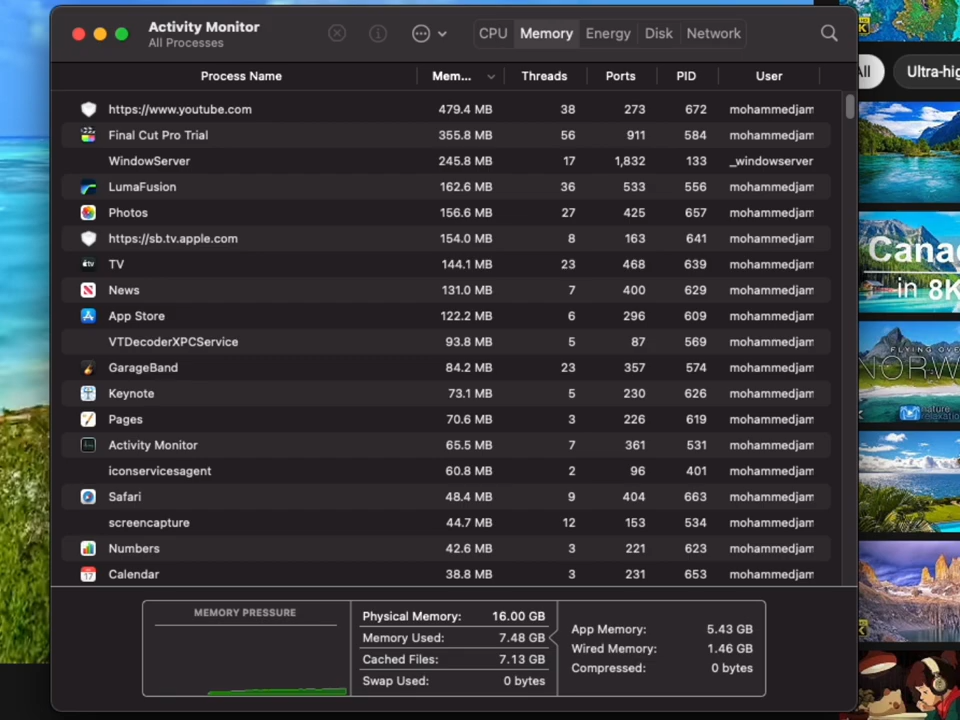 Activity Monitor
All Processes
CPU Memory Energy Disk Network
Process Name Mem... Threads Ports PID User
https://www.youtube.com 479.4 MB 38 273 672 mohammedjam
Final Cut Pro Trial 355.8 MB 56 911 584 mohammedjam
WindowServer 245.8 MB 17 1,832 133 _windowserver
LumaFusion 162.6 MB 36 533 556 mohammedjam
Photos 156.6 MB 27 425 657 mohammedjam
https://sb.tv.apple.com 154.0 MB 8 163 641 mohammedjam
TV 144.1 MB 23 468 639 mohammedjam
News 131.0 MB 7 400 629 mohammedjam
App Store 122.2 MB 6 296 609 mohammedjam
VTDecoderXPCService 93.8 MB 5 87 569 mohammedjam
GarageBand 84.2 MB 23 357 574 mohammedjam
Keynote 73.1 MB 5 230 626 mohammedjam
Pages 70.6 MB 3 226 619 mohammedjam
Activity Monitor 65.5 MB 7 361 531 mohammedjam
iconservicesagent 60.8 MB 2 96 401 mohammedjam
Safari 48.4 MB 9 404 663 mohammedjam
screencapture 44.7 MB 12 153 534 mohammedjam
Numbers 42.6 MB 3 221 623 mohammedjam
17 Calendar 38.8 MB 3 231 653 mohammedjam
MEMORY PRESSURE
Physical Memory: 16.00 GB
Memory Used: 7.48 GB
Cached Files: 7.13 GB
Swap Used: 0 bytes
App Memory: 5.43 GB
Wired Memory: 1.46 GB
Compressed: 0 bytes
All Ultra-hig
Cana
in 8K
FLYING OVE
NORW
nature
relaxation